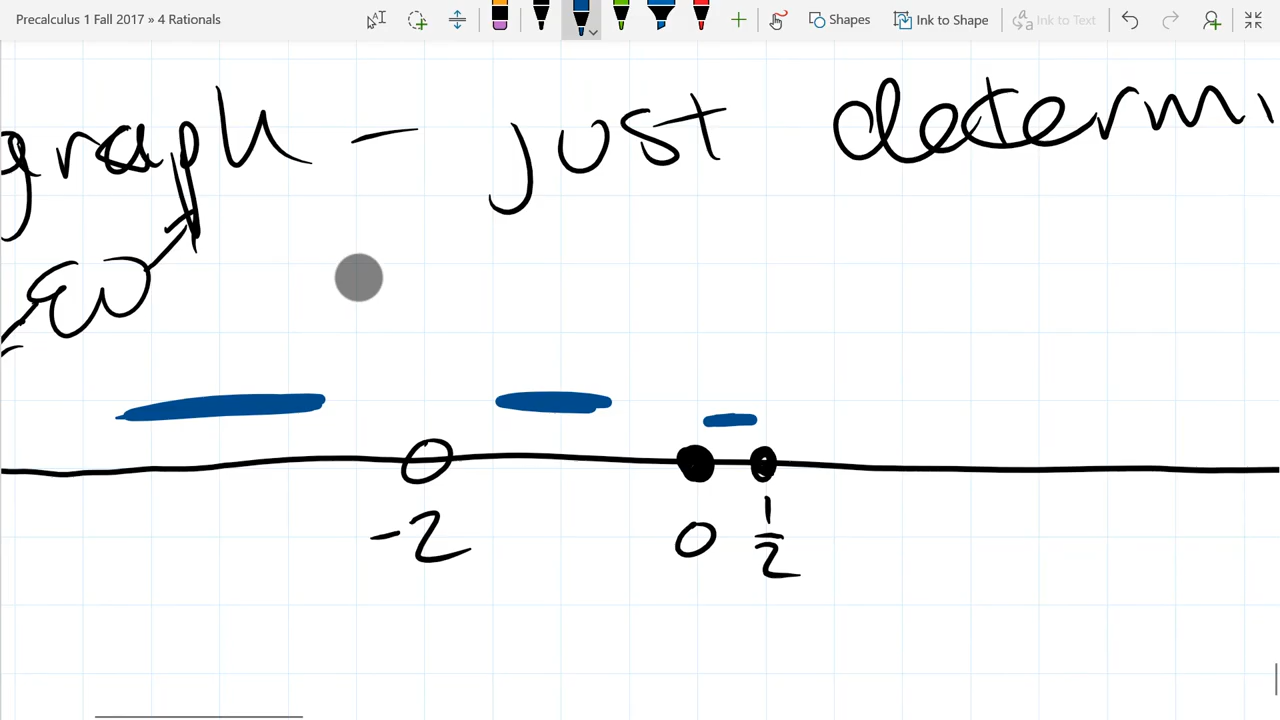 Precalculus 1 Fall 2017 » 4 Rationals
Shapes
Ink to Shape
Ink to Text
graph - just determi
-2 0 1/2